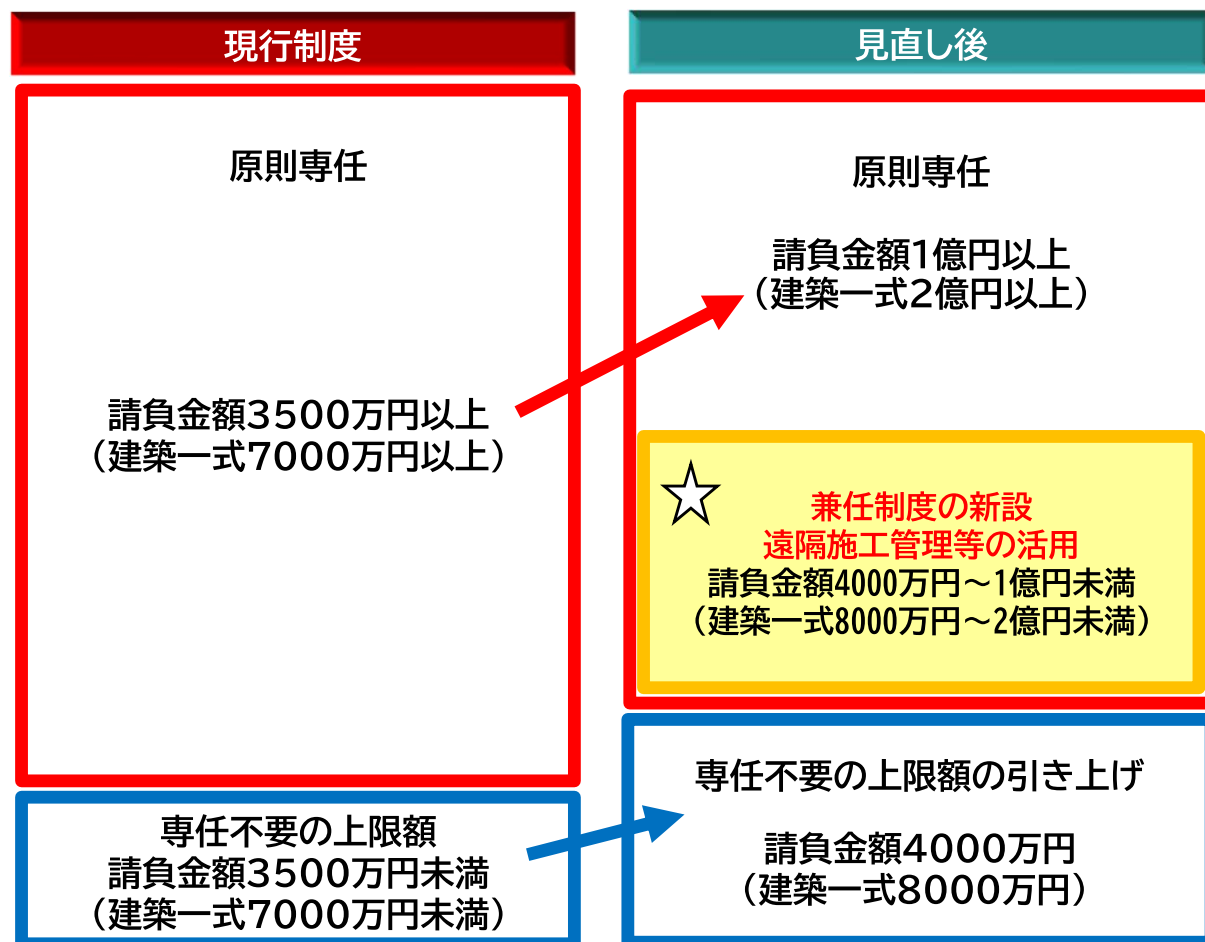 現行制度
原則専任
請負金額3500万円以上
（建築一式7000万円以上）
専任不要の上限額
請負金額3500万円未満
（建築一式7000万円未満）
見直し後
原則専任
請負金額1億円以上
（建築一式2億円以上）
兼任制度の新設
遠隔施工管理等の活用
請負金額4000万円～1億円未満
（建築一式8000万円～2億円未満）
専任不要の上限額の引き上げ
請負金額4000万円
（建築一式8000万円）